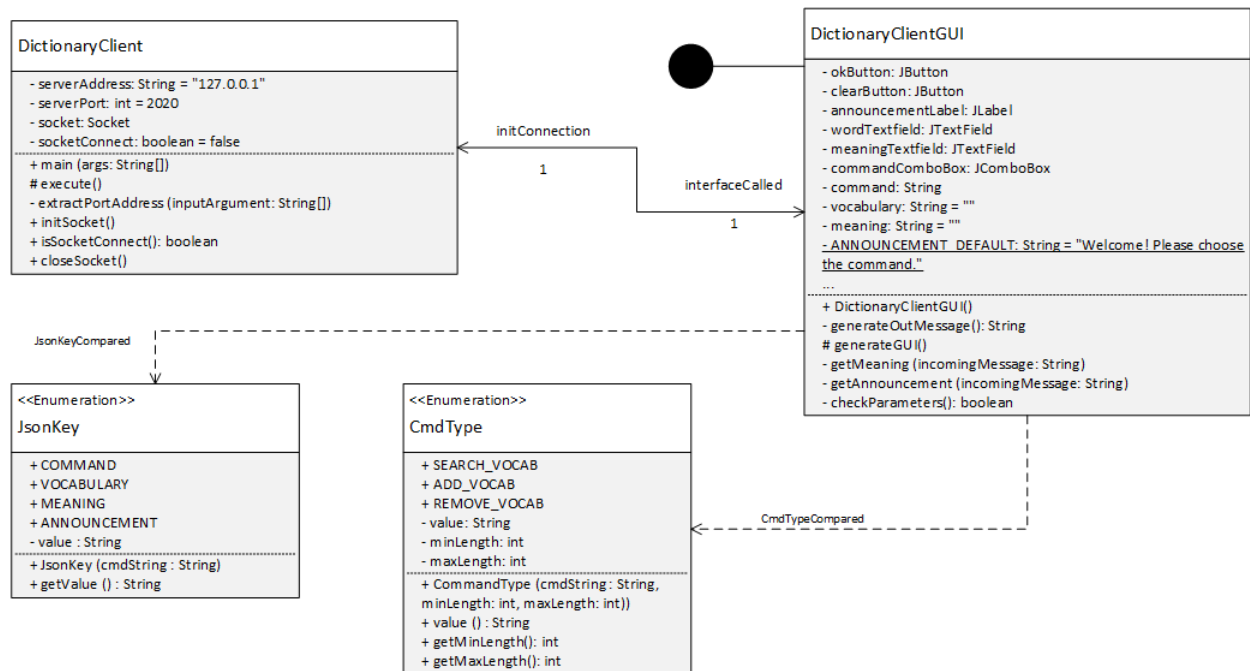 DictionaryClient
- serverAddress: String = "127.0.0.1"
- serverPort: int = 2020
- socket: Socket
- socketConnect: boolean = false
+ main (args: String[])
# execute()
- extractPortAddress (inputArgument: String[])
+ initSocket()
+ isSocketConnect(): boolean
+ closeSocket()
initConnection
1
interfaceCalled
1
DictionaryClientGUI
- okButton: JButton
- clearButton: JButton
- announcementLabel: JLabel
- wordTextfield: JTextField
- meaningTextfield: JTextField
- commandComboBox: JComboBox
- command: String
- vocabulary: String = ""
- meaning: String = ""
- ANNOUNCEMENT_DEFAULT: String = "Welcome! Please choose
the command."
...
+ DictionaryClientGUI()
- generateOutMessage(): String
# generateGUI()
- getMeaning (incomingMessage: String)
- getAnnouncement (incomingMessage: String)
- checkParameters(): boolean
JsonKeyCompared
<<Enumeration>>
JsonKey
+ COMMAND
+ VOCABULARY
+ MEANING
+ ANNOUNCEMENT
- value : String
+ JsonKey (cmdString : String)
+ getValue () : String
<<Enumeration>>
CmdType
+ SEARCH_VOCAB
+ ADD_VOCAB
+ REMOVE_VOCAB
- value: String
- minLength: int
- maxLength: int
+ CommandType (cmdString : String,
minLength: int, maxLength: int))
+ value () : String
+ getMinLength(): int
+ getMaxLength(): int
CmdTypeCompared